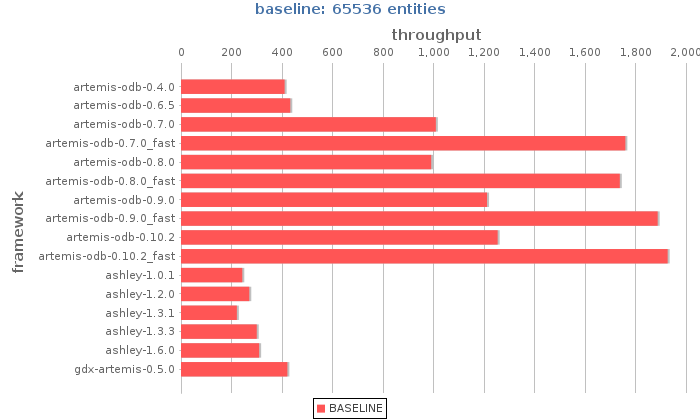 baseline: 65536 entities
throughput
0 200 400 600 800 1,000 1,200 1,400 1,600 1,800 2,000
framework
artemis-odb-0.4.0
artemis-odb-0.6.5
artemis-odb-0.7.0
artemis-odb-0.7.0_fast
artemis-odb-0.8.0
artemis-odb-0.8.0_fast
artemis-odb-0.9.0
artemis-odb-0.9.0_fast
artemis-odb-0.10.2
artemis-odb-0.10.2_fast
ashley-1.0.1
ashley-1.2.0
ashley-1.3.1
ashley-1.3.3
ashley-1.6.0
gdx-artemis-0.5.0
BASELINE